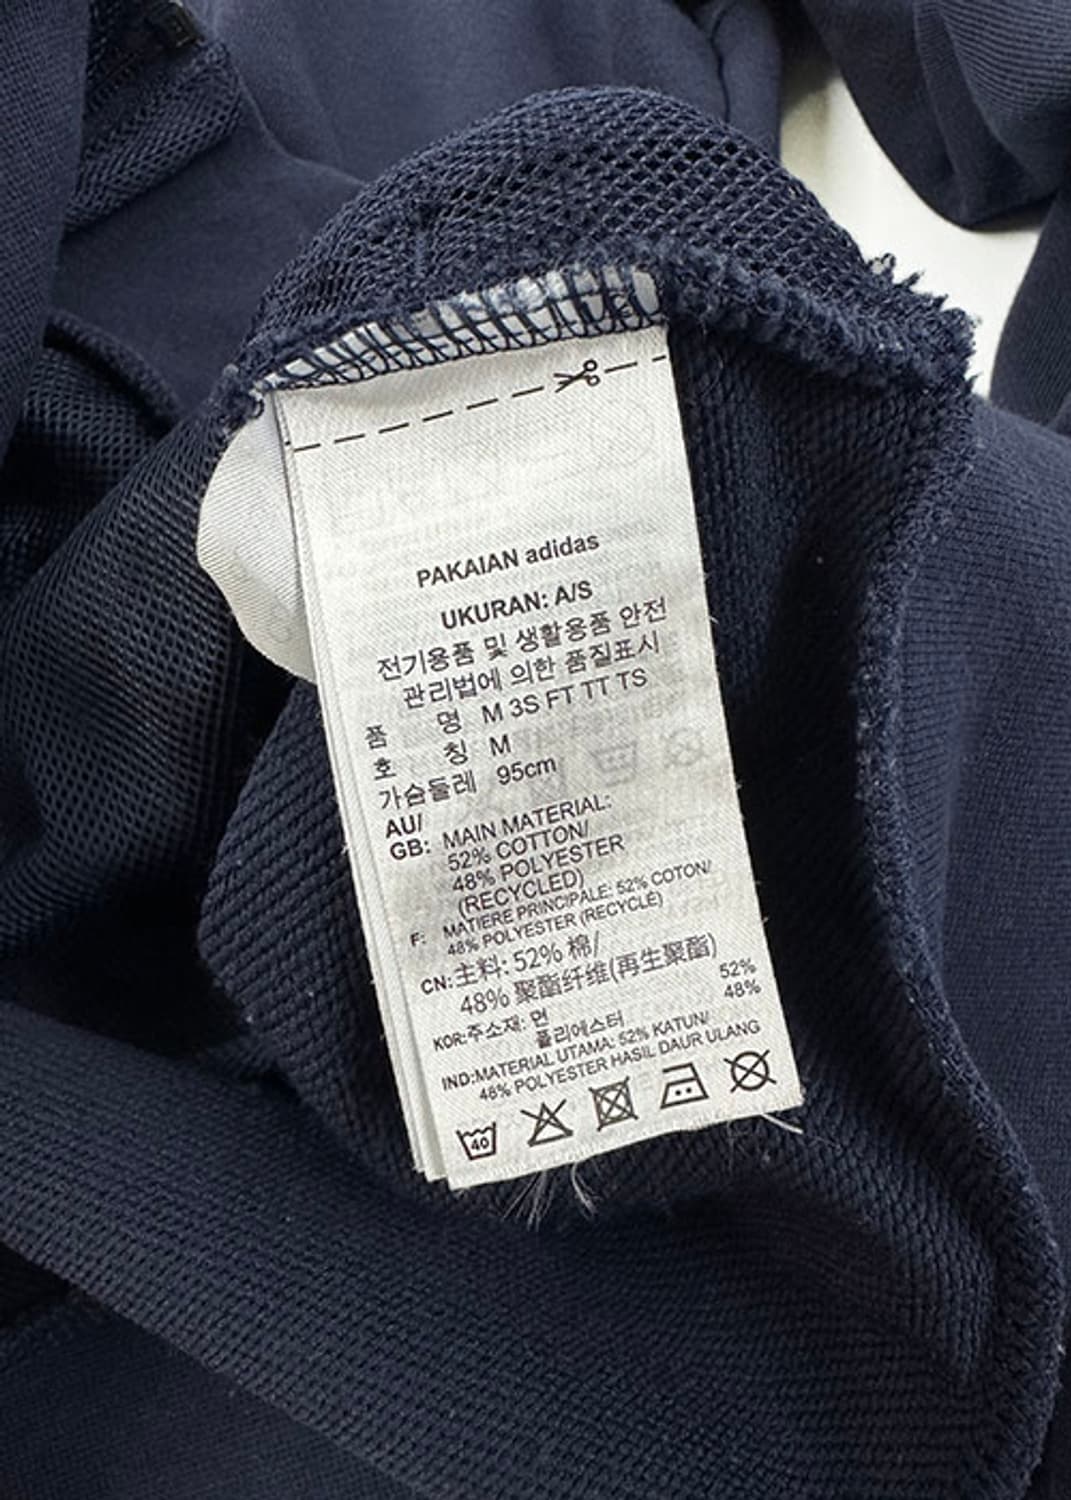 PAKAIAN adidas
UKURAN: A/S
전기용품 및 생활용품 안전
관리법에 의한 품질표시
품 명 M 3S FT TT TS
호 칭 M
가슴둘레 95cm
AU/
GB: MAIN MATERIAL:
52% COTTON/
48% POLYESTER
(RECYCLED)
F: MATIERE PRINCIPALE: 52% COTON/
48% POLYESTER (RECYCLE)
CN: 主料: 52% 棉/
48% 聚酯纤维(再生聚酯)
KOR: 주소재: 면 52%
폴리에스터 48%
IND:MATERIAL UTAMA: 52% KATUN/
48% POLYESTER HASIL DAUR ULANG
40